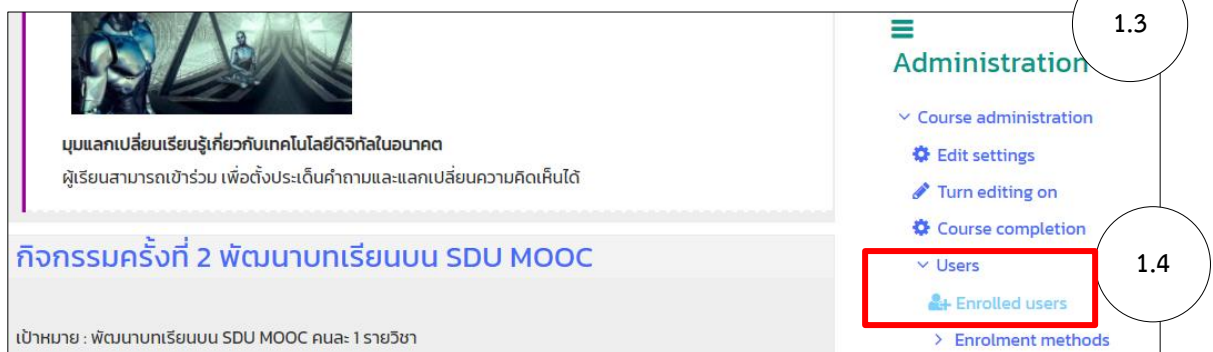 มุมแลกเปลี่ยนเรียนรู้เกี่ยวกับเทคโนโลยีดิจิทัลในอนาคต
ผู้เรียนสามารถเข้าร่วม เพื่อตั้งประเด็นคำถามและแลกเปลี่ยนความคิดเห็นได้
กิจกรรมครั้งที่ 2 พัฒนาบทเรียนบน SDU MOOC
เป้าหมาย : พัฒนาบทเรียนบน SDU MOOC คนละ 1 รายวิชา
1.3
Administration
Course administration
Edit settings
Turn editing on
Course completion
Users
1.4
Enrolled users
Enrolment methods